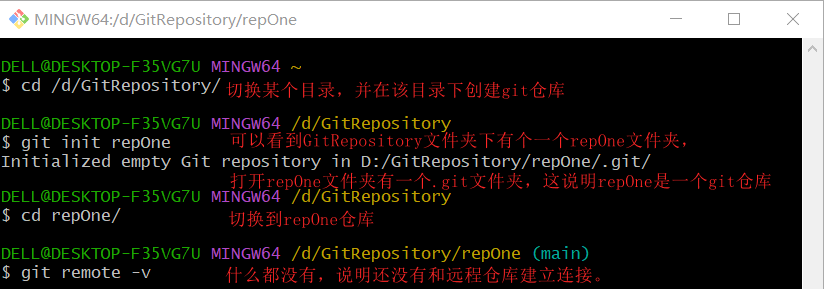 MINGW64:/d/GitRepository/repOne
DELL@DESKTOP-F35VG7U MINGW64 ~
$ cd /d/GitRepository/ 切换某个目录，并在该目录下创建git仓库
DELL@DESKTOP-F35VG7U MINGW64 /d/GitRepository
$ git init repOne 可以看到GitRepository文件夹下有个一个repOne文件夹，
Initialized empty Git repository in D:/GitRepository/repOne/.git/
打开repOne文件夹有一个.git文件夹，这说明repOne是一个git仓库
DELL@DESKTOP-F35VG7U MINGW64 /d/GitRepository
$ cd repOne/ 切换到repOne仓库
DELL@DESKTOP-F35VG7U MINGW64 /d/GitRepository/repOne (main)
$ git remote -v 什么都没有，说明还没有和远程仓库建立连接。